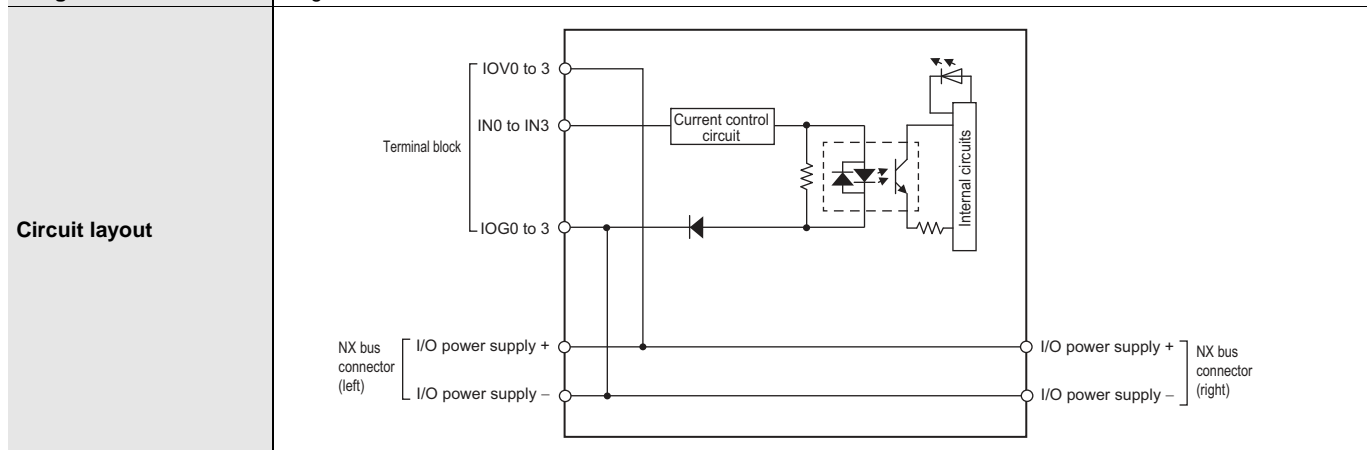 Circuit layout
Terminal block
IOV0 to 3
IN0 to IN3
IOG0 to 3
Current control
circuit
Internal circuits
NX bus
connector
(left)
I/O power supply +
I/O power supply −
I/O power supply +
I/O power supply −
NX bus
connector
(right)